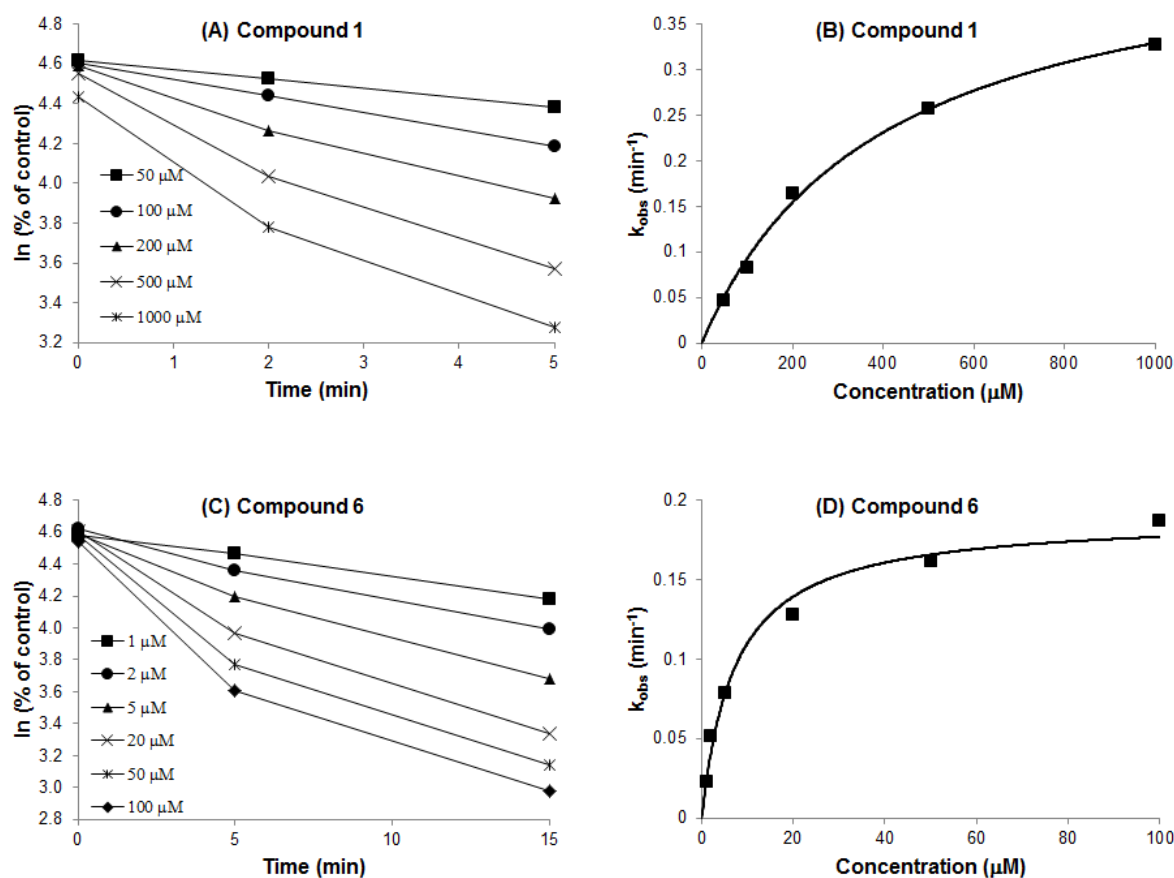 (A) Compound 1
ln (% of control)
4.8
4.6
4.4
4.2
4.0
3.8
3.6
3.4
3.2
50 µM
100 µM
200 µM
500 µM
1000 µM
0 1 2 3 4 5
Time (min)
(B) Compound 1
kobs (min-1)
0.35
0.3
0.25
0.2
0.15
0.1
0.05
0
0 200 400 600 800 1000
Concentration (µM)
(C) Compound 6
ln (% of control)
4.8
4.6
4.4
4.2
4.0
3.8
3.6
3.4
3.2
3.0
2.8
1 µM
2 µM
5 µM
20 µM
50 µM
100 µM
0 5 10 15
Time (min)
(D) Compound 6
kobs (min-1)
0.2
0.15
0.1
0.05
0
0 20 40 60 80 100
Concentration (µM)